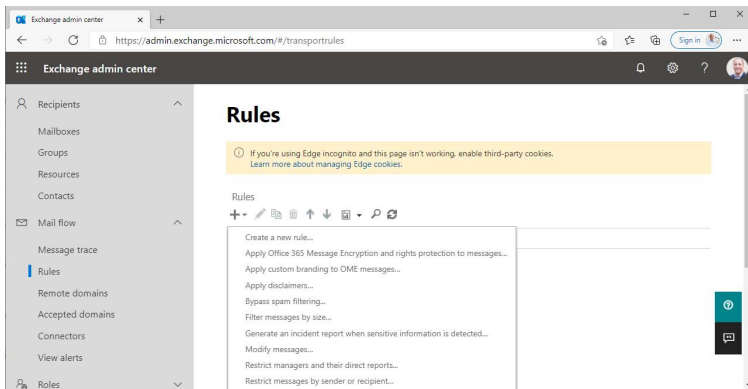 Exchange admin center
https://admin.exchange.microsoft.com/#/transportrules
Sign in
Exchange admin center
Recipients
Mailboxes
Groups
Resources
Contacts
Mail flow
Message trace
Rules
Remote domains
Accepted domains
Connectors
View alerts
Roles
Rules
If you're using Edge incognito and this page isn't working, enable third-party cookies.
Learn more about managing Edge cookies.
Rules
Create a new rule...
Apply Office 365 Message Encryption and rights protection to messages...
Apply custom branding to OME messages...
Apply disclaimers...
Bypass spam filtering...
Filter messages by size...
Generate an incident report when sensitive information is detected...
Modify messages...
Restrict managers and their direct reports...
Restrict messages by sender or recipient...